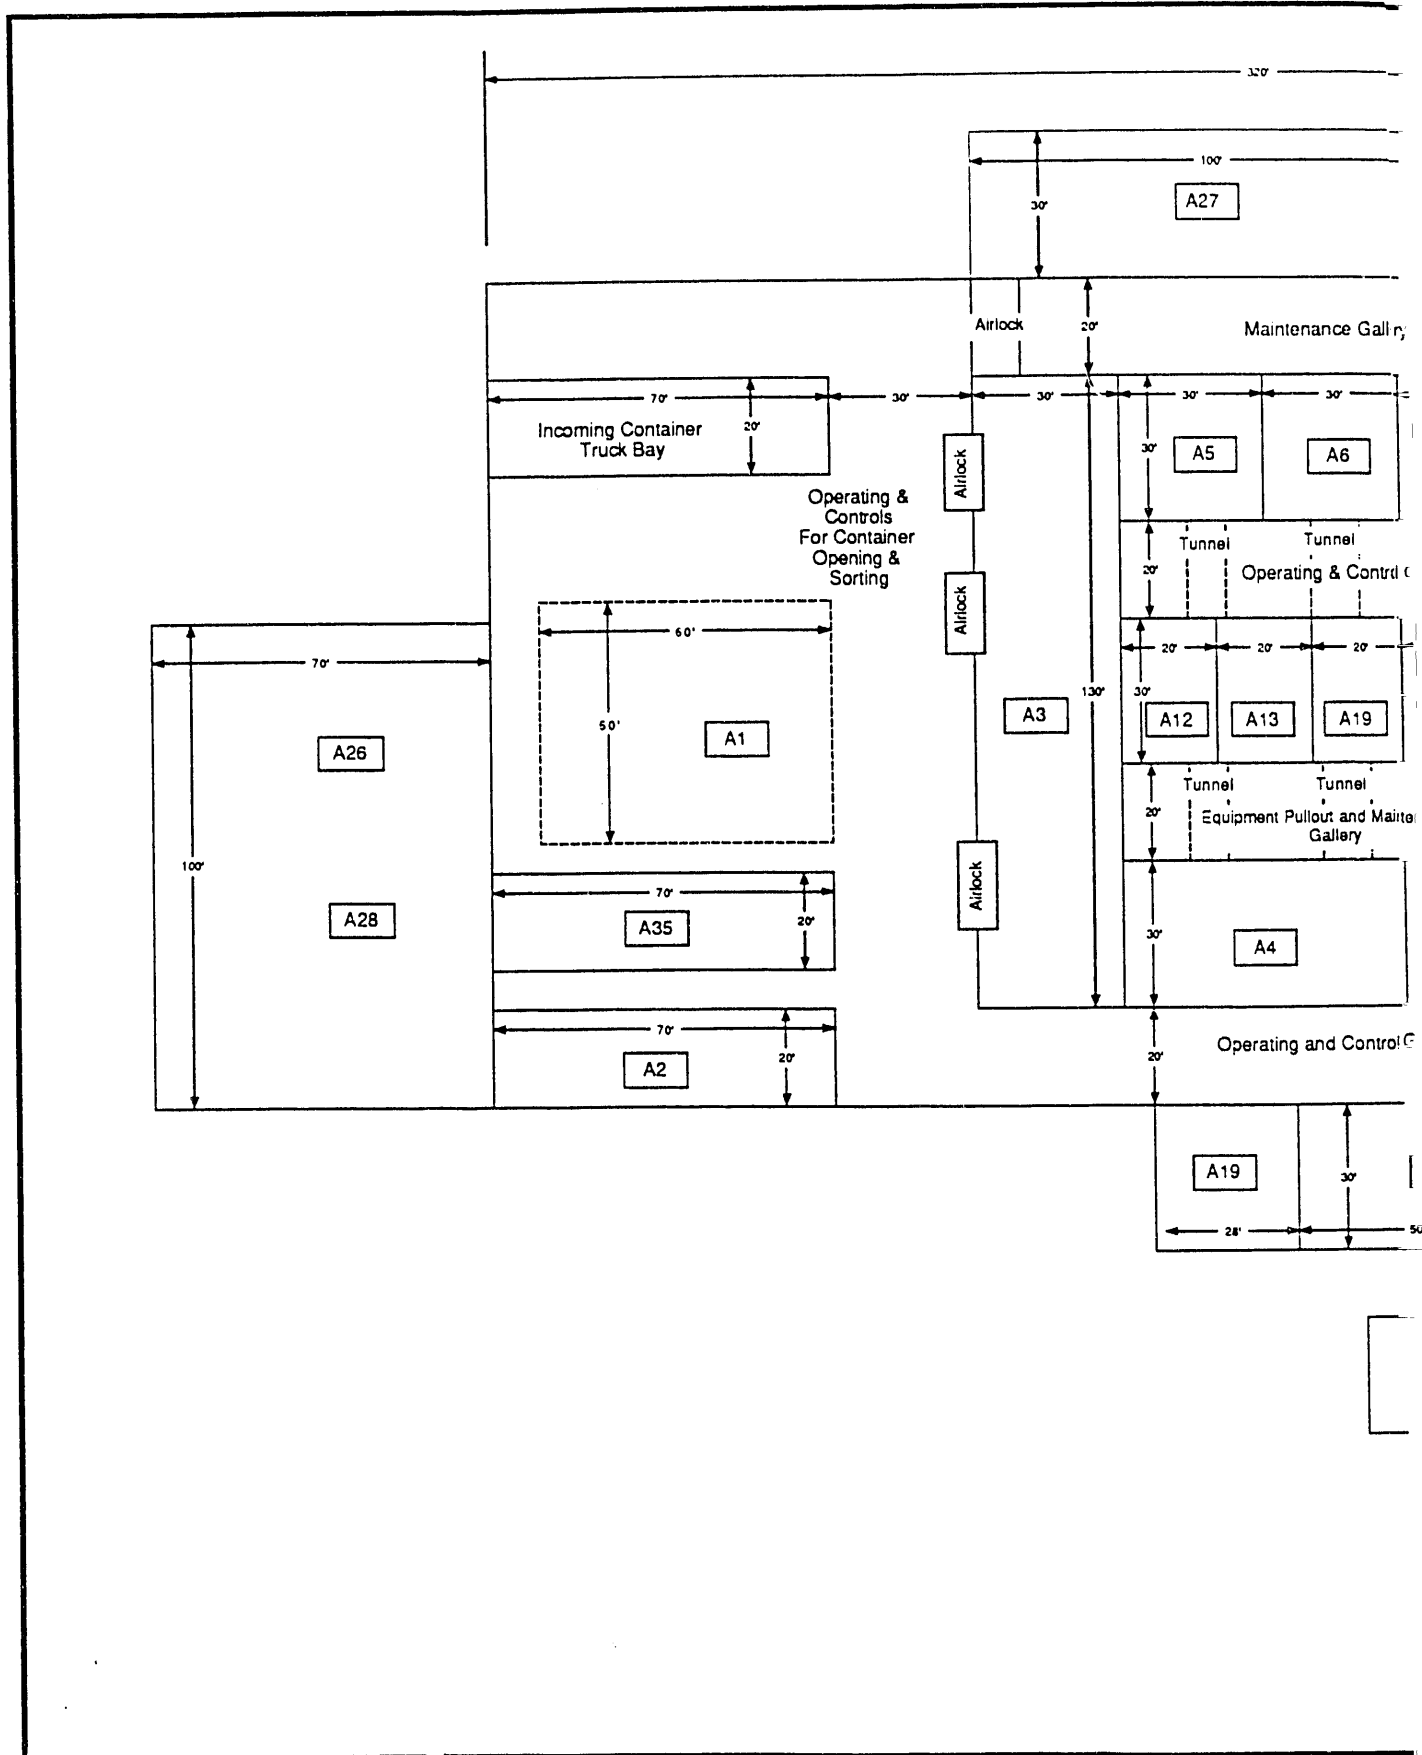 320'
100'
30'
A27
Airlock
20'
Maintenance Gall
70'
30'
30'
30'
30'
Incoming Container
Truck Bay
20'
30'
A5
A6
Airlock
Operating &
Controls
For Container
Opening &
Sorting
Tunnel
Tunnel
20'
Operating & Control
Airlock
60'
70'
20'
20'
20'
50'
130'
30'
A3
A12
A13
A19
A26
A1
Tunnel
Tunnel
20'
Equipment Pullout and Mainte
Gallery
100'
Airlock
70'
A28
A35
20'
30'
A4
70'
20'
20'
Operating and Control G
A2
A19
30'
28'
50